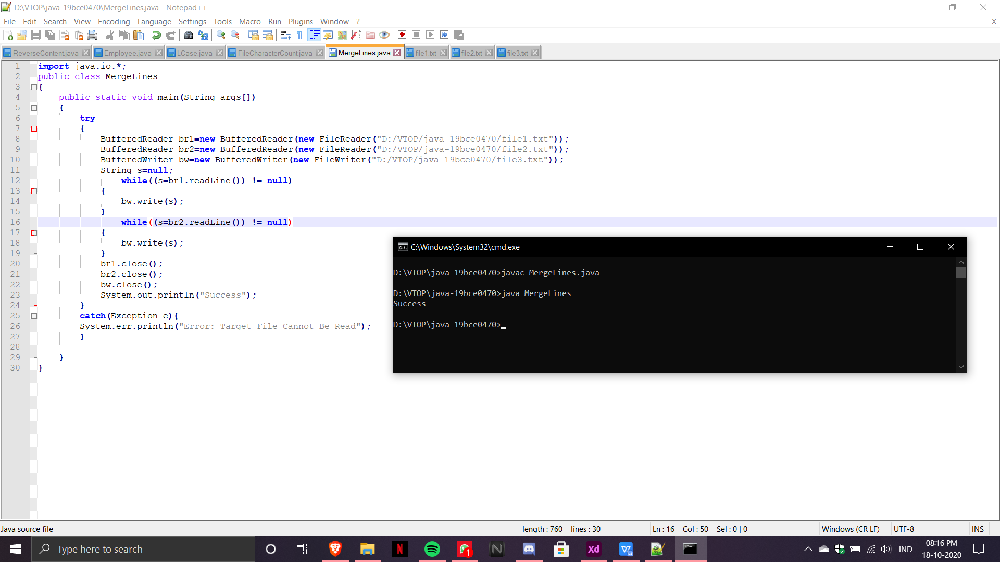 D:\VTOP\java-19bce0470\MergeLines.java - Notepad++
File Edit Search View Encoding Language Settings Tools Macro Run Plugins Window ? X
ReverseContent.java Employee.java LCase.java FileCharacterCount.java MergeLines.java file1.txt file2.txt file3.txt
1 import java.io.*;
2 public class MergeLines
3 {
4 public static void main(String args[])
5 {
6 try
7 {
8 BufferedReader br1=new BufferedReader(new FileReader("D:/VTOP/java-19bce0470/file1.txt"));
9 BufferedReader br2=new BufferedReader(new FileReader("D:/VTOP/java-19bce0470/file2.txt"));
10 BufferedWriter bw=new BufferedWriter(new FileWriter("D:/VTOP/java-19bce0470/file3.txt"));
11 String s=null;
12 while((s=br1.readLine()) != null)
13 {
14 bw.write(s);
15 }
16 while((s=br2.readLine()) != null)
17 {
18 bw.write(s);
19 }
20 br1.close();
21 br2.close();
22 bw.close();
23 System.out.println("Success");
24 }
25 catch(Exception e){
26 System.err.println("Error: Target File Cannot Be Read");
27 }
28
29 }
30 }
C:\Windows\System32\cmd.exe
D:\VTOP\java-19bce0470>javac MergeLines.java
D:\VTOP\java-19bce0470>java MergeLines
Success
D:\VTOP\java-19bce0470>
Java source file length : 760 lines : 30 Ln : 16 Col : 50 Sel : 0 | 0 Windows (CR LF) UTF-8 INS
Type here to search N 1 N Xd W IND 08:16 PM
18-10-2020